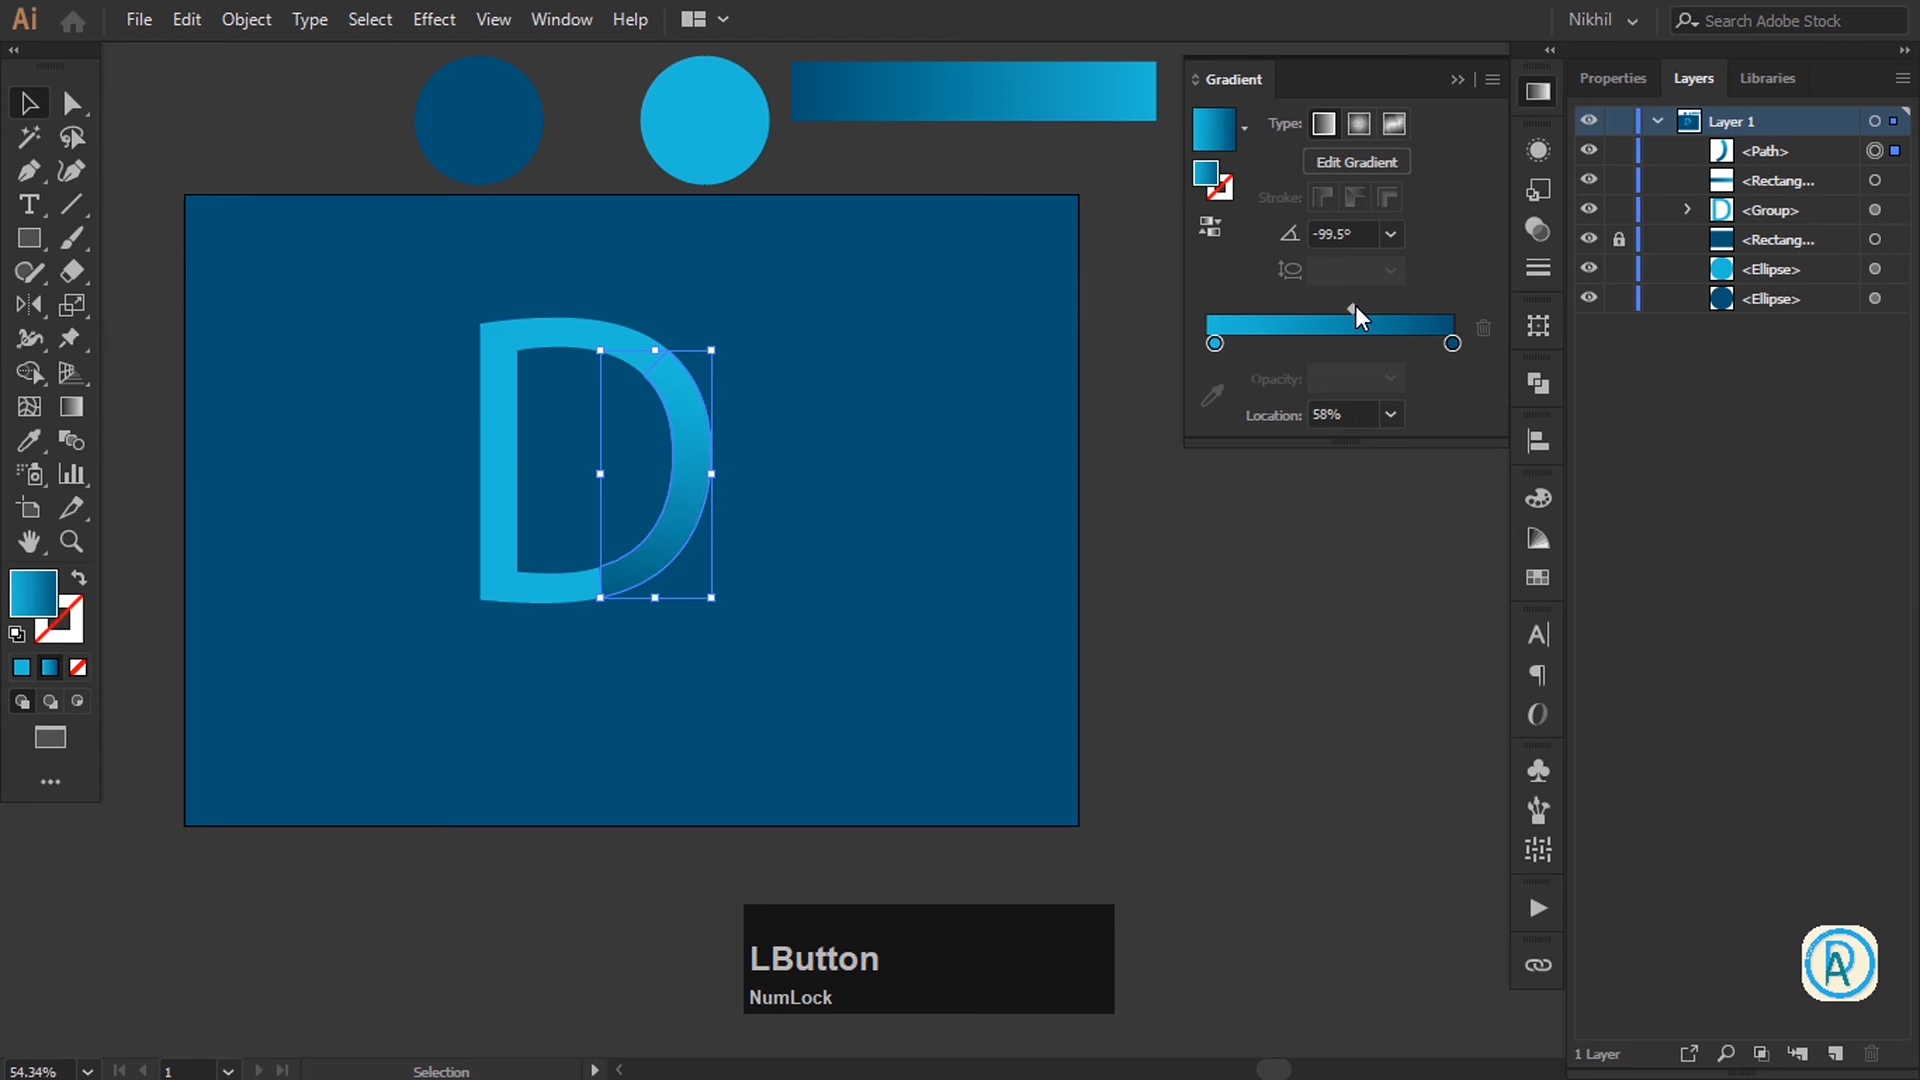 Ai File Edit Object Type Select Effect View Window Help Nikhil Search Adobe Stock
Gradient
Type:
Edit Gradient
Stroke:
-99.5°
Opacity:
Location: 58%
Properties Layers Libraries
Layer 1
<Path>
<Rectang...
<Group>
<Rectang...
<Ellipse>
<Ellipse>
D
LButton
NumLock
54.34% 1 Selection
1 Layer